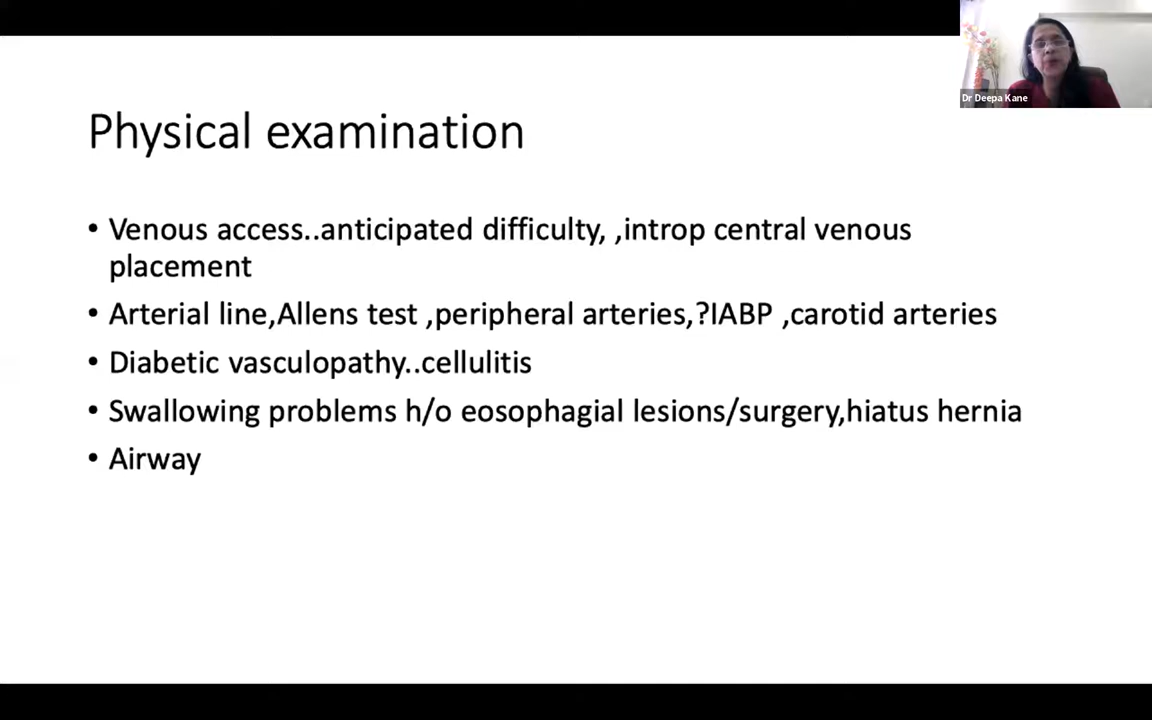 Dr Deepa Kane
Physical examination
• Venous access..anticipated difficulty, ,introp central venous
placement
• Arterial line,Allens test ,peripheral arteries,?IABP ,carotid arteries
• Diabetic vasculopathy..cellulitis
• Swallowing problems h/o eosophagial lesions/surgery,hiatus hernia
• Airway